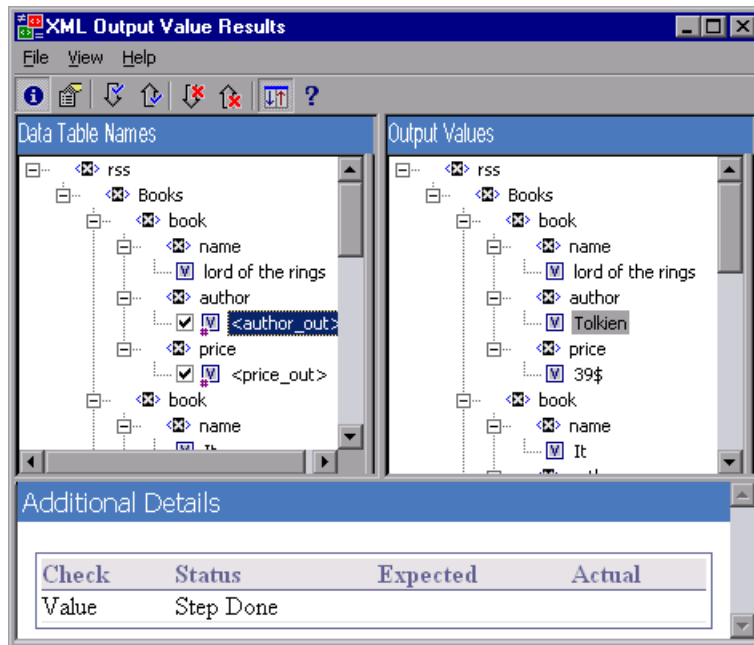 XML Output Value Results
File View Help
Data Table Names
rss
Books
book
name
lord of the rings
author
<author_out>
price
<price_out>
book
name
It
Output Values
rss
Books
book
name
lord of the rings
author
Tolkien
price
39$
book
name
It
Additional Details
Check Status Expected Actual
Value Step Done